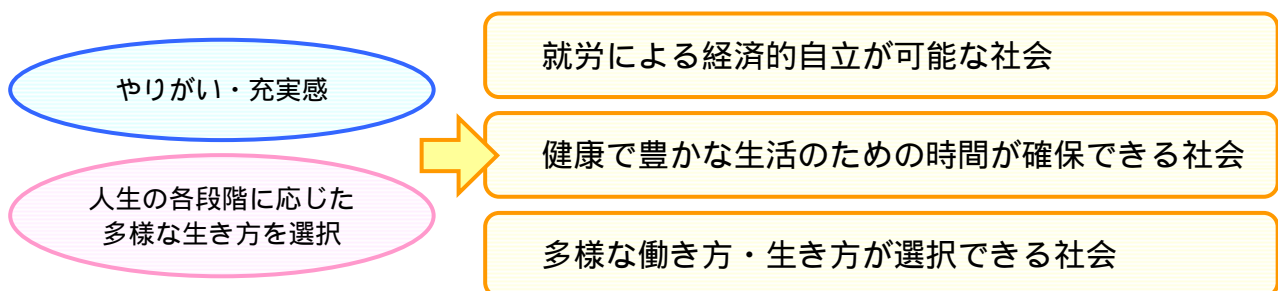 やりがい・充実感
人生の各段階に応じた
多様な生き方を選択
就労による経済的自立が可能な社会
健康で豊かな生活のための時間が確保できる社会
多様な働き方・生き方が選択できる社会